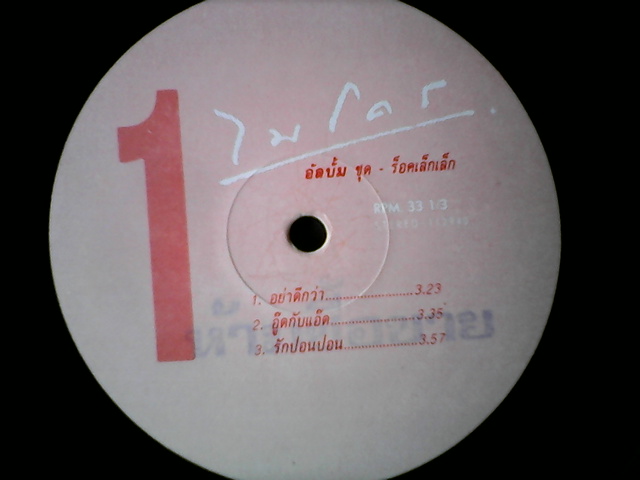 1
ไมโคร
อัลบั้ม ชุด - ร็อคเล็กเล็ก
RPM. 33 1/3
STEREO
1. อย่าดีกว่า........................3.23
2. อู๊ดกับแอ๊ด.......................3.35
3. รักปอนปอน....................3.57